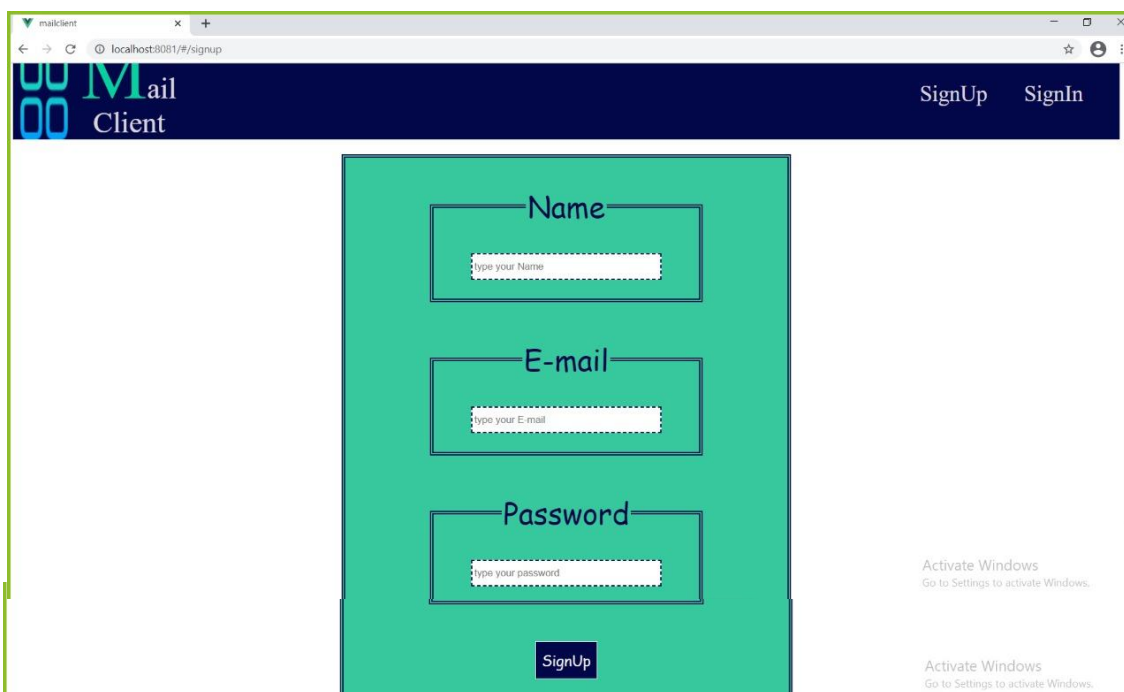 mailclient
localhost:8081/#/signup
Mail
Client
SignUp SignIn
Name
type your Name
E-mail
type your E-mail
Password
type your password
Activate Windows
Go to Settings to activate Windows.
SignUp
Activate Windows
Go to Settings to activate Windows.